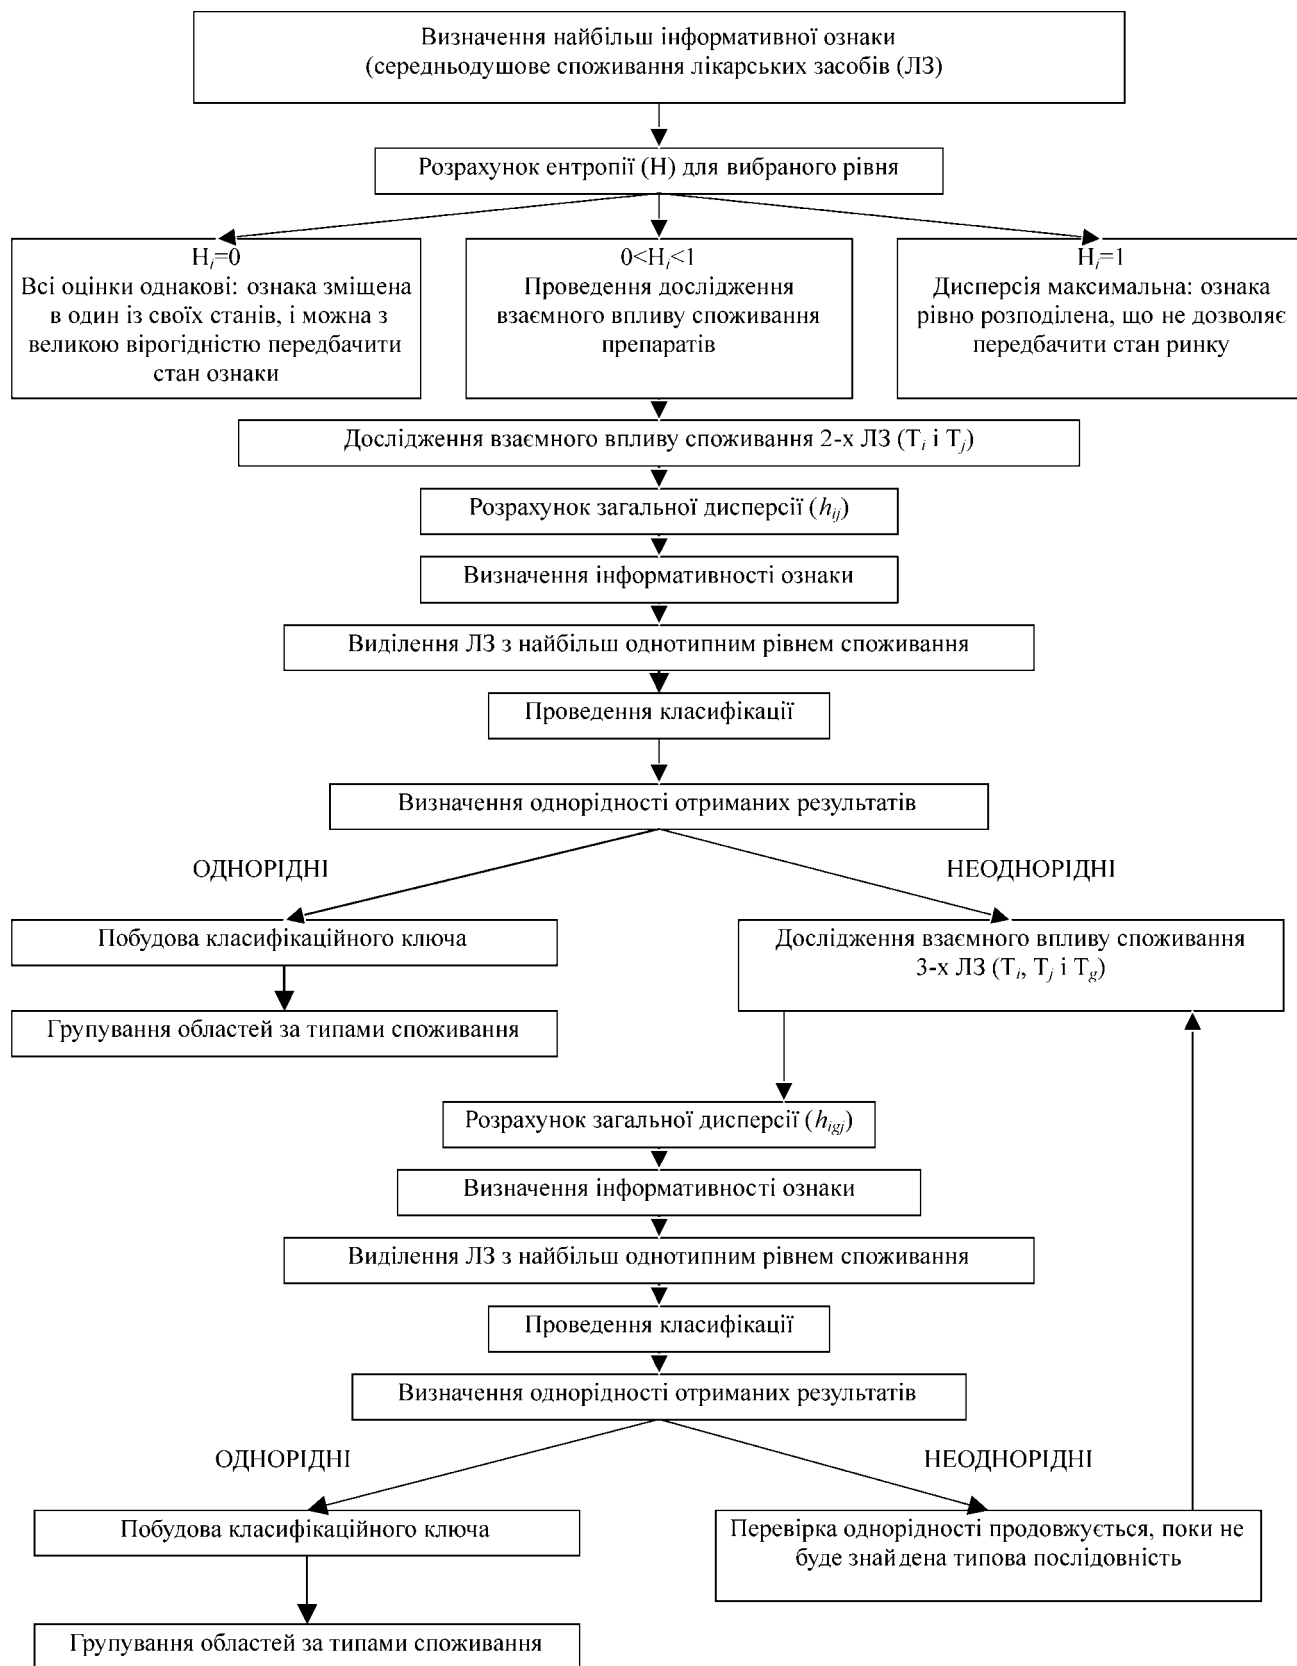 Визначення найбільш інформативної ознаки
(середньодушове споживання лікарських засобів (ЛЗ)
Розрахунок ентропії (Н) для вибраного рівня
Hᵢ=0
Всі оцінки однакові: ознака зміщена
в один із своїх станів, і можна з
великою вірогідністю передбачити
стан ознаки
0<Hᵢ<1
Проведення дослідження
взаємного впливу споживання
препаратів
Hᵢ=1
Дисперсія максимальна: ознака
рівно розподілена, що не дозволяє
передбачити стан ринку
Дослідження взаємного впливу споживання 2-х ЛЗ (Tᵢ і Tⱼ)
Розрахунок загальної дисперсії (hᵢⱼ)
Визначення інформативності ознаки
Виділення ЛЗ з найбільш однотипним рівнем споживання
Проведення класифікації
Визначення однорідності отриманих результатів
ОДНОРІДНІ
НЕОДНОРІДНІ
Побудова класифікаційного ключа
Групування областей за типами споживання
Дослідження взаємного впливу споживання
3-х ЛЗ (Tᵢ, Tⱼ і T_g)
Розрахунок загальної дисперсії (h_igj)
Визначення інформативності ознаки
Виділення ЛЗ з найбільш однотипним рівнем споживання
Проведення класифікації
Визначення однорідності отриманих результатів
ОДНОРІДНІ
НЕОДНОРІДНІ
Побудова класифікаційного ключа
Групування областей за типами споживання
Перевірка однорідності продовжується, поки не
буде знайдена типова послідовність